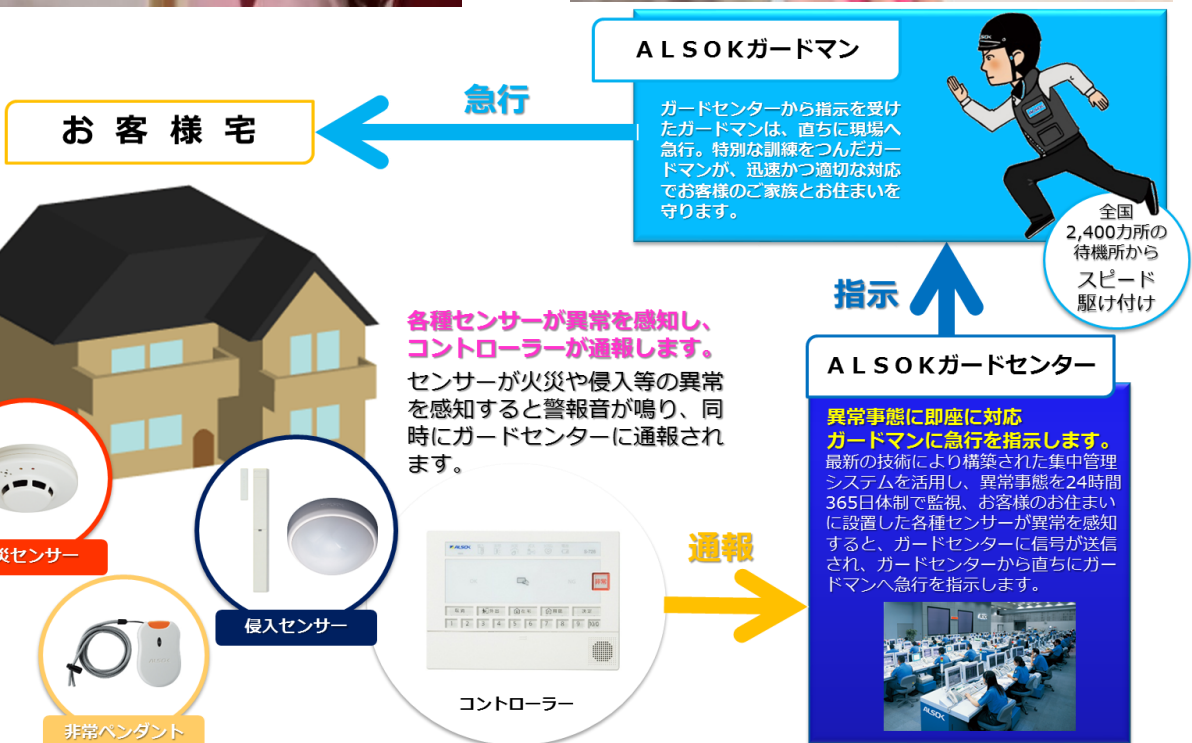 ALSOKガードマン
急行
お客様宅
ガードセンターから指示を受け
たガードマンは、直ちに現場へ
急行。特別な訓練をつんだガー
ドマンが、迅速かつ適切な対応
でお客様のご家族とお住まいを
守ります。
全国
2,400カ所の
待機所から
スピード
駆け付け
指示
各種センサーが異常を感知し、
コントローラーが通報します。
センサーが火災や侵入等の異常
を感知すると警報音が鳴り、同
時にガードセンターに通報され
ます。
ALSOKガードセンター
異常事態に即座に対応
ガードマンに急行を指示します。
最新の技術により構築された集中管理
システムを活用し、異常事態を24時間
365日体制で監視、お客様のお住まい
に設置した各種センサーが異常を感知
すると、ガードセンターに信号が送信
され、ガードセンターから直ちにガー
ドマンへ急行を指示します。
通報
災センサー
侵入センサー
非常ペンダント
コントローラー
ALSOK
1 2 3 4 5 6 7 8 9
ALSOK